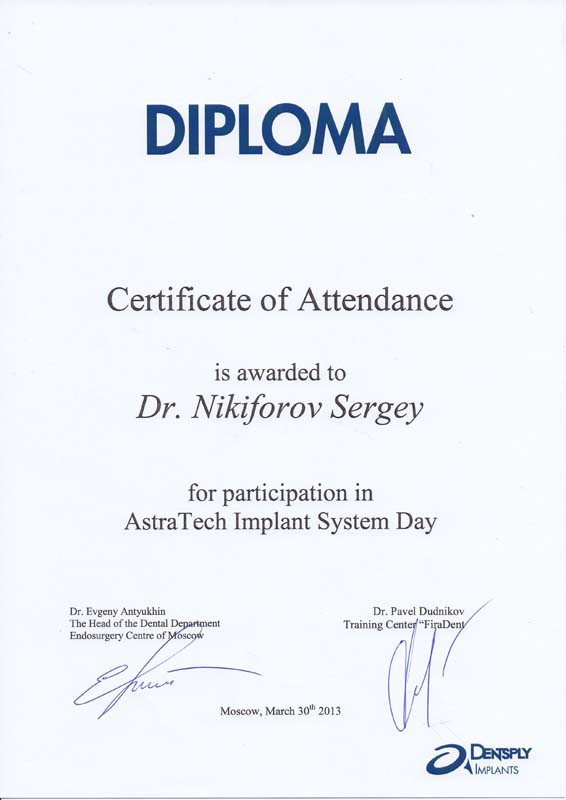 DIPLOMA
Certificate of Attendance
is awarded to
Dr. Nikiforov Sergey
for participation in
AstraTech Implant System Day
Dr. Evgeny Antyukhin
The Head of the Dental Department
Endosurgery Centre of Moscow
Dr. Pavel Dudnikov
Training Center "FiraDent
Moscow, March 30th 2013
DENTSPLY
IMPLANTS